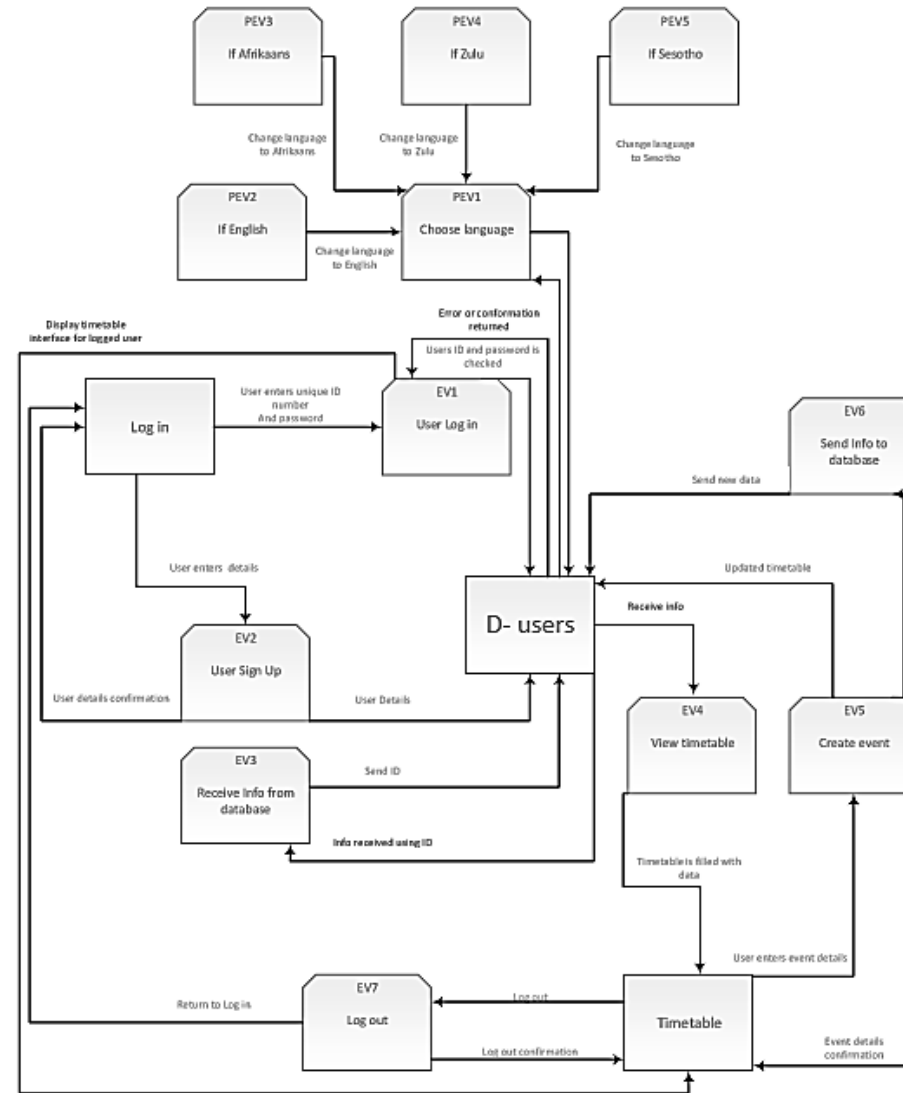 PEV3
If Afrikaans
PEV4
If Zulu
PEV5
If Sesotho
Change language
to Afrikaans
Change language
to Zulu
Change language
to Sesotho
PEV2
If English
PEV1
Choose language
Change language
to English
Display timetable
interface for logged user
Error or conformation
returned
Users ID and password is
checked
Log in
User enters unique ID
number
And password
EV1
User Log in
EV6
Send Info to
database
Send new data
User enters details
Updated timetable
D- users
Receive info
EV2
User Sign Up
User details confirmation
User Details
EV4
View timetable
EV5
Create event
EV3
Receive Info from
database
Send ID
Info received using ID
Timetable is filled with
data
User enters event details
EV7
Log out
Return to Log in
Log out
Timetable
Log out confirmation
Event details
confirmation